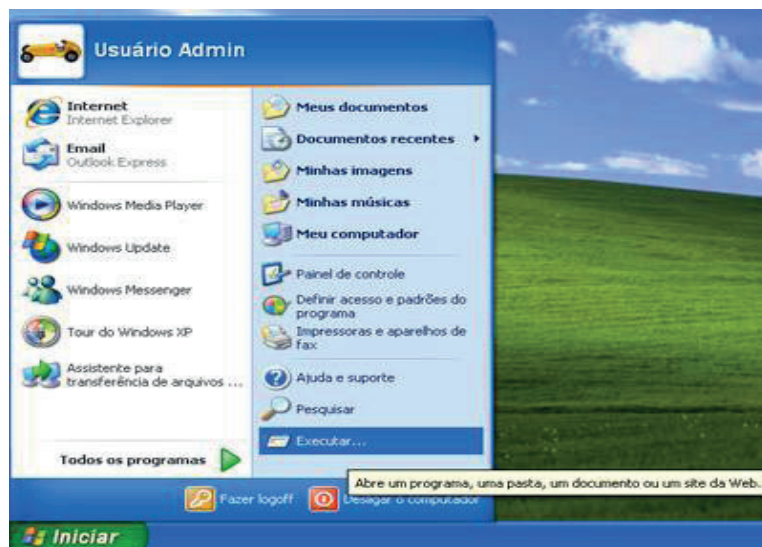 Usuário Admin
Internet
Internet Explorer
Email
Outlook Express
Windows Media Player
Windows Update
Windows Messenger
Tour do Windows XP
Assistente para
transferência de arquivos ...
Todos os programas
Meus documentos
Documentos recentes
Minhas imagens
Minhas músicas
Meu computador
Painel de controle
Definir acesso e padrões do
programa
Impressoras e aparelhos de
fax
Ajuda e suporte
Pesquisar
Executar...
Abre um programa, uma pasta, um documento ou um site da Web.
Fazer logoff
Desligar o computador
Iniciar